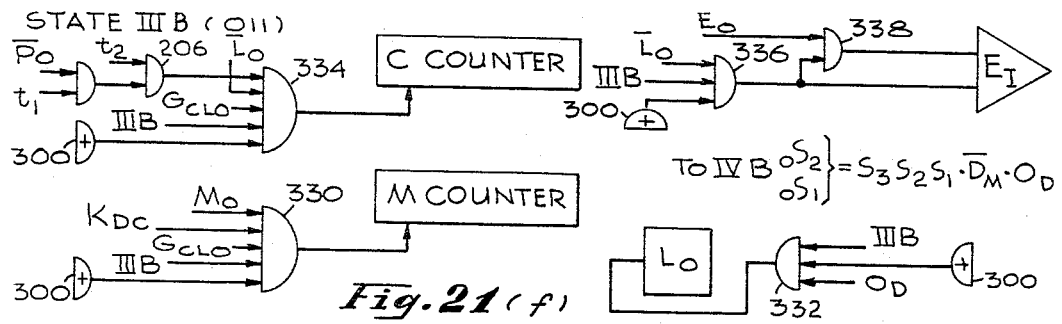 STATE III B (011)
P̅o
t2
206
L̅o
334
t1
GCLO
III B
300 +
C COUNTER
Eo
338
L̅o
336
III B
300 +
EI
TO IV B oS2 oS1 } = S3 S2 S1 · D̅M · OD
Mo
330
KDC
GCLO
III B
300 +
M COUNTER
Lo
III B
332
OD
+ 300
Fig. 21 (f)